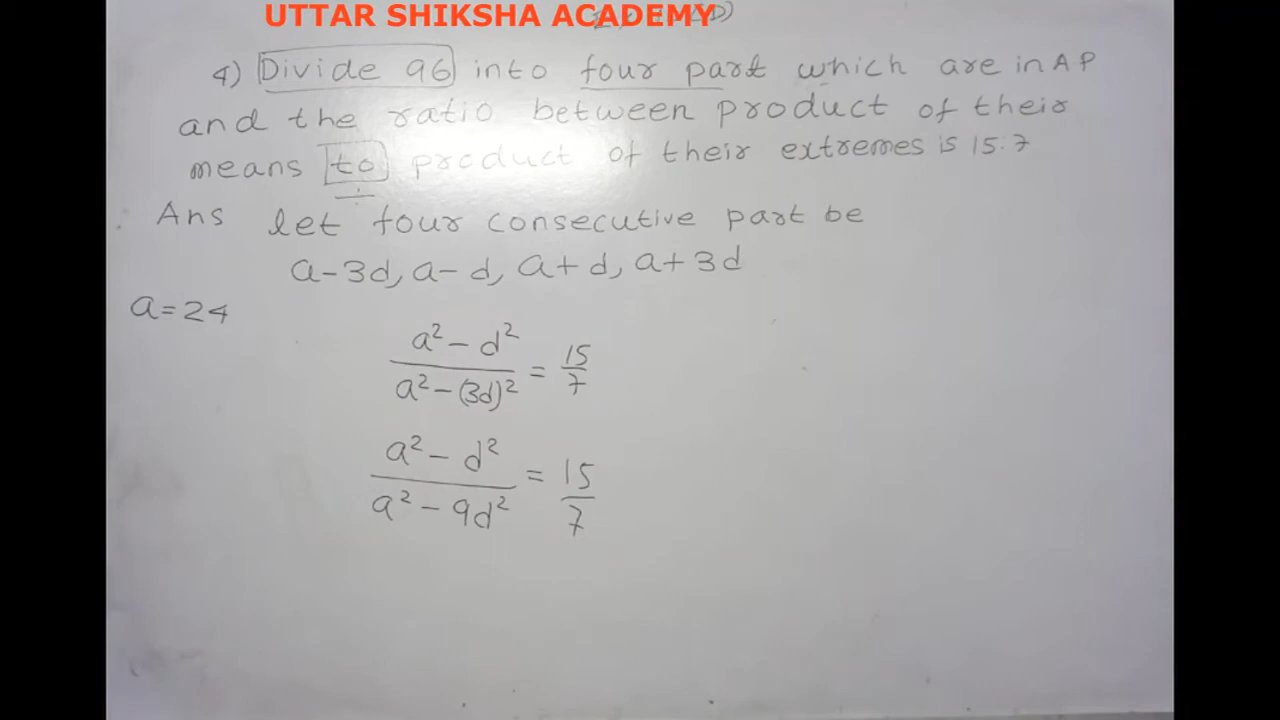 UTTAR SHIKSHA ACADEMY
4) Divide 96 into four part which are in AP
and the ratio between product of their
means to product of their extremes is 15:7
Ans let four consecutive part be
a-3d, a-d, a+d, a+3d
a=24
a²-d² / a²-(3d)² = 15/7
a²-d² / a²-9d² = 15/7